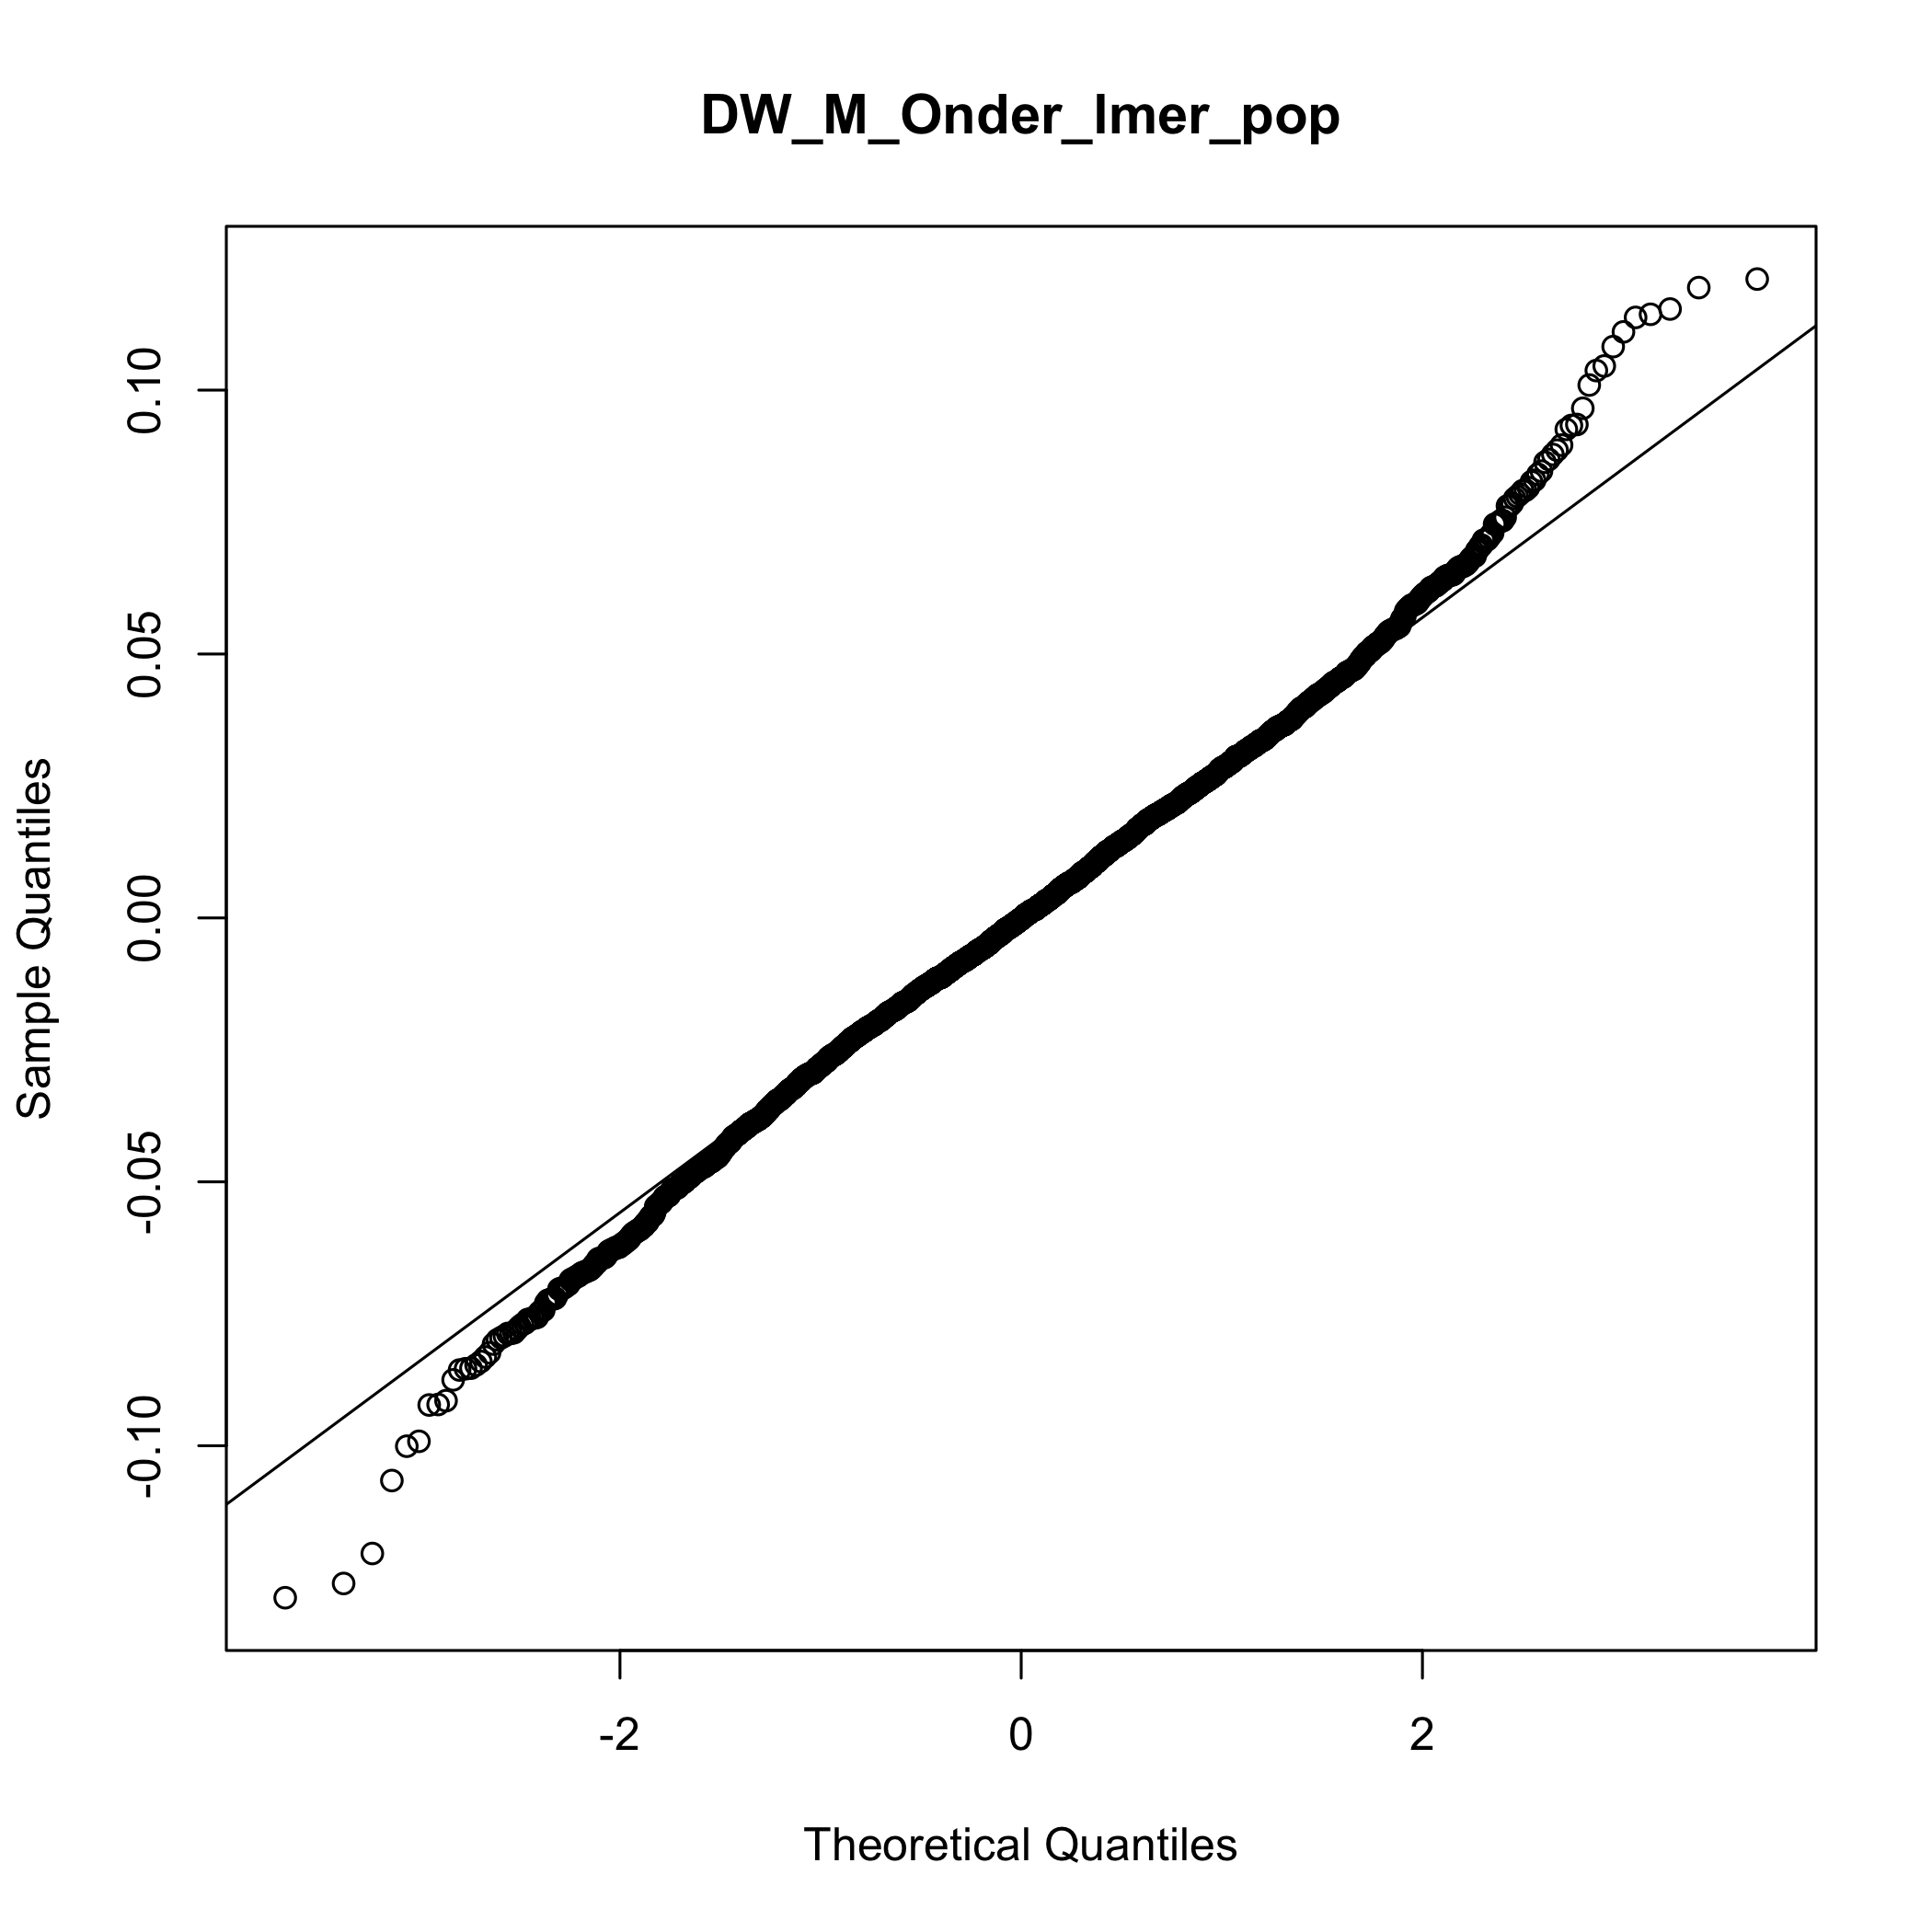 DW_M_Onder_lmer_pop
0.10
0.05
0.00
-0.05
-0.10
Sample Quantiles
-2 0 2
Theoretical Quantiles